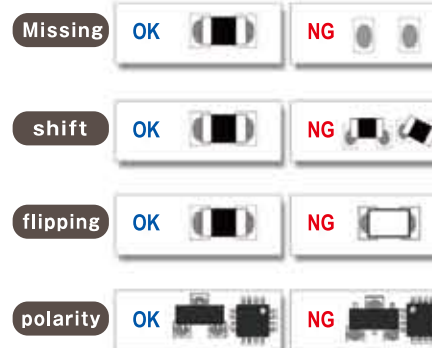 Missing OK NG
shift OK NG
flipping OK NG
polarity OK NG